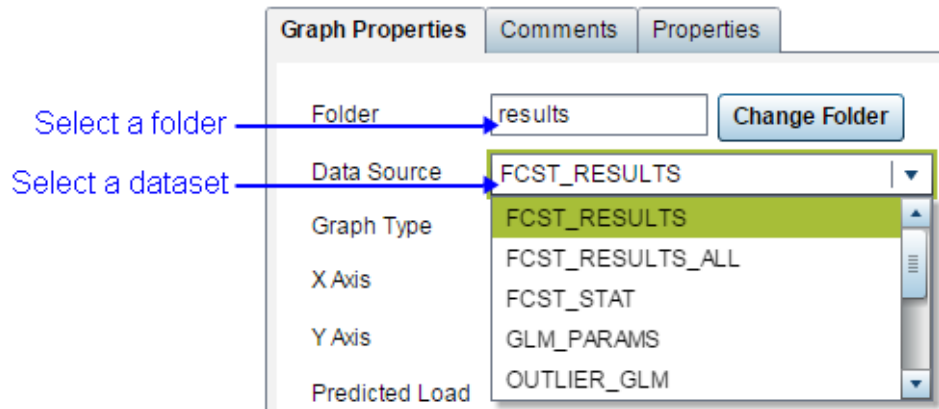 Graph Properties Comments Properties
Select a folder Folder results Change Folder
Select a dataset Data Source FCST_RESULTS
Graph Type FCST_RESULTS
FCST_RESULTS_ALL
X Axis
FCST_STAT
Y Axis GLM_PARAMS
Predicted Load OUTLIER_GLM